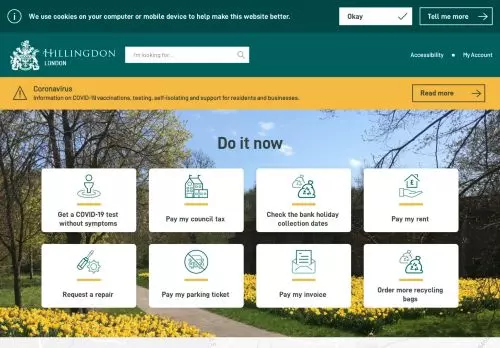 We use cookies on your computer or mobile device to help make this website better.
Okay
Tell me more
HILLINGDON
LONDON
I'm looking for...
Accessibility
My Account
Coronavirus
Information on COVID-19 vaccinations, testing, self-isolating and support for residents and businesses.
Read more
Do it now
Get a COVID-19 test
without symptoms
Pay my council tax
Check the bank holiday
collection dates
£
Pay my rent
Request a repair
Pay my parking ticket
Pay my invoice
Order more recycling
bags